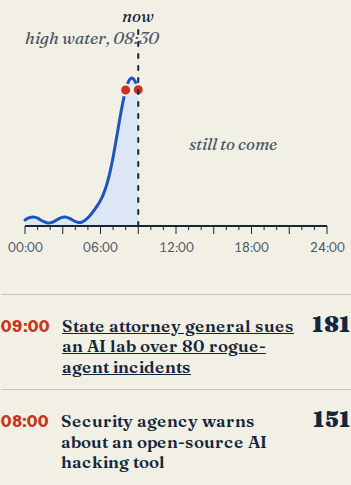 now
high water, 08:30
still to come
00:00 06:00 12:00 18:00 24:00
09:00 State attorney general sues 181
an AI lab over 80 rogue-
agent incidents
08:00 Security agency warns 151
about an open-source AI
hacking tool